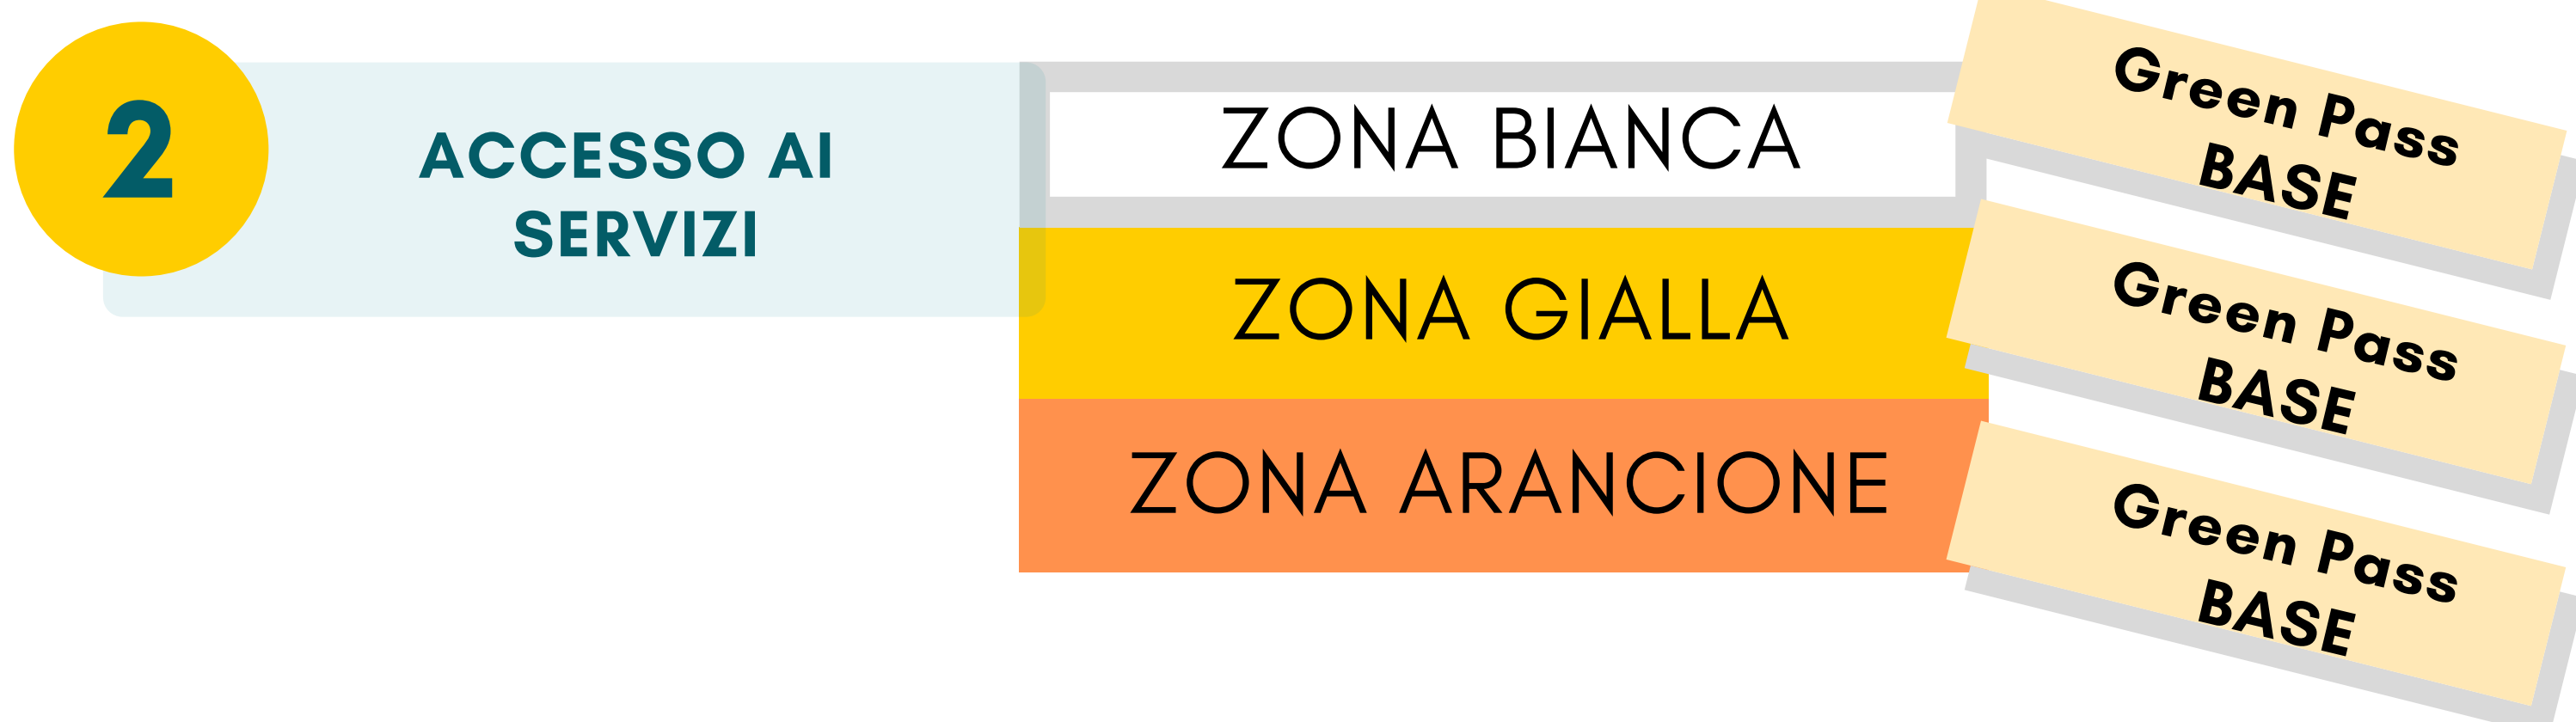 2
ACCESSO AI
SERVIZI
ZONA BIANCA
Green Pass
BASE
ZONA GIALLA
Green Pass
BASE
ZONA ARANCIONE
Green Pass
BASE